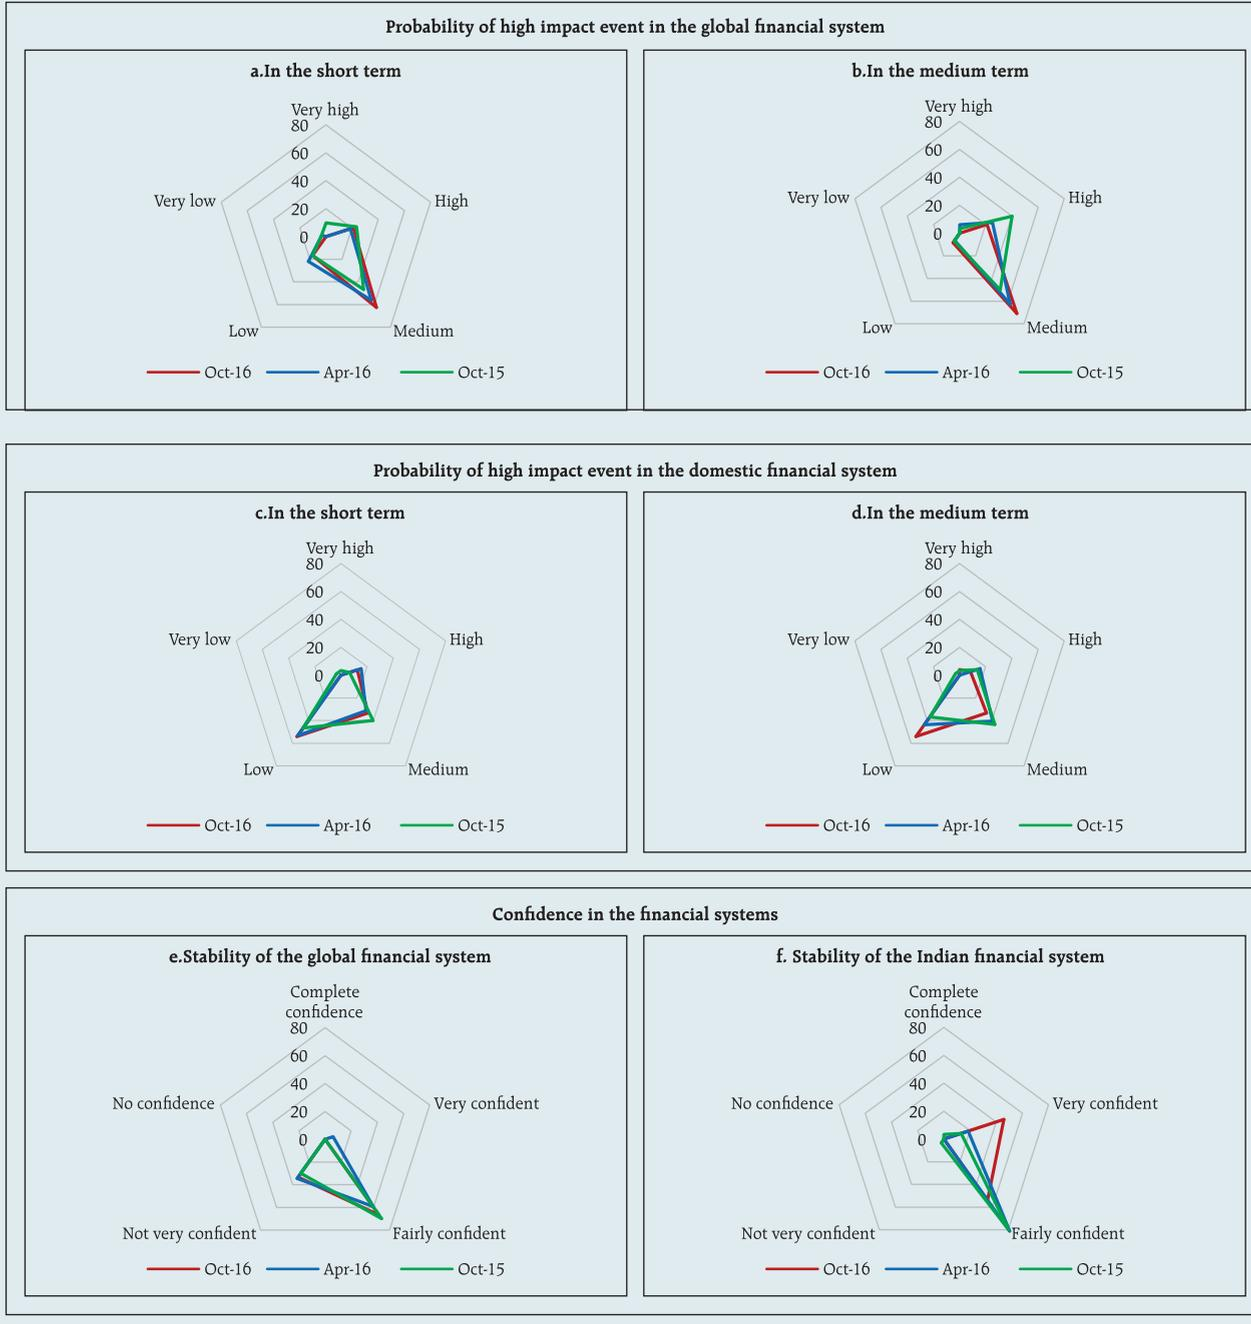 Probability of high impact event in the global financial system
a.In the short term
Very high
80
60
40
20
0
Very low
High
Low
Medium
Oct-16 Apr-16 Oct-15
b.In the medium term
Very high
80
60
40
20
0
Very low
High
Low
Medium
Oct-16 Apr-16 Oct-15
Probability of high impact event in the domestic financial system
c.In the short term
Very high
80
60
40
20
0
Very low
High
Low
Medium
Oct-16 Apr-16 Oct-15
d.In the medium term
Very high
80
60
40
20
0
Very low
High
Low
Medium
Oct-16 Apr-16 Oct-15
Confidence in the financial systems
e.Stability of the global financial system
Complete
confidence
80
60
40
20
0
No confidence
Very confident
Not very confident
Fairly confident
Oct-16 Apr-16 Oct-15
f. Stability of the Indian financial system
Complete
confidence
80
60
40
20
0
No confidence
Very confident
Not very confident
Fairly confident
Oct-16 Apr-16 Oct-15